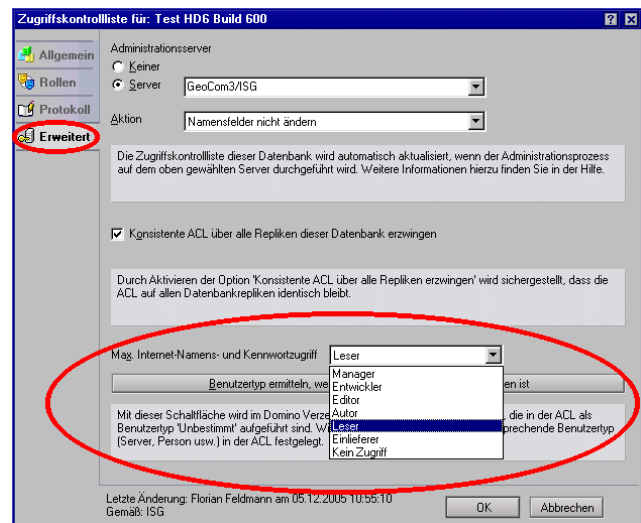 Zugriffskontrollliste für: Test HD6 Build 600
Allgemein
Rollen
Protokoll
Erweitert
Administrationsserver
Keiner
Server
GeoCom3/ISG
Aktion
Namensfelder nicht ändern
Die Zugriffskontrollliste dieser Datenbank wird automatisch aktualisiert, wenn der Administrationsprozess
auf dem oben gewählten Server durchgeführt wird. Weitere Informationen hierzu finden Sie in der Hilfe.
Konsistente ACL über alle Repliken dieser Datenbank erzwingen
Durch Aktivieren der Option 'Konsistente ACL über alle Repliken erzwingen' wird sichergestellt, dass die
ACL auf allen Datenbankrepliken identisch bleibt.
Max. Internet-Namens- und Kennwortzugriff
Leser
Manager
Entwickler
Editor
Autor
Leser
Einlieferer
Kein Zugriff
Benutzertyp ermitteln, en ist
Mit dieser Schaltfläche wird im Domino , die in der ACL als
Benutzertyp 'Unbestimmt' aufgeführt sind. Benutzertyp
(Server, Person usw.) in der ACL festgelegt.
Letzte Änderung: Florian Feldmann am 05.12.2005 10:55:10
Gemäß: ISG
OK
Abbrechen